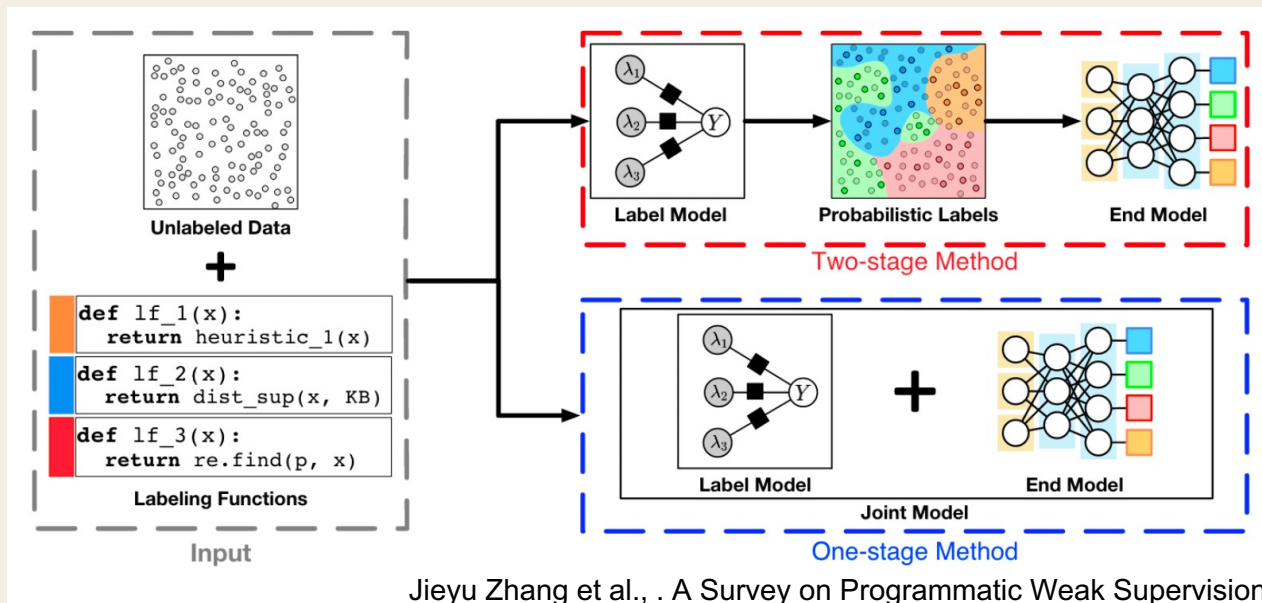 Unlabeled Data
+
def lf_1(x):
return heuristic_1(x)
def lf_2(x):
return dist_sup(x, KB)
def lf_3(x):
return re.find(p, x)
Labeling Functions
Input
λ1
λ2
λ3
Y
Label Model
Probabilistic Labels
End Model
Two-stage Method
λ1
λ2
λ3
Y
Label Model
+
End Model
Joint Model
One-stage Method
Jieyu Zhang et al., . A Survey on Programmatic Weak Supervision